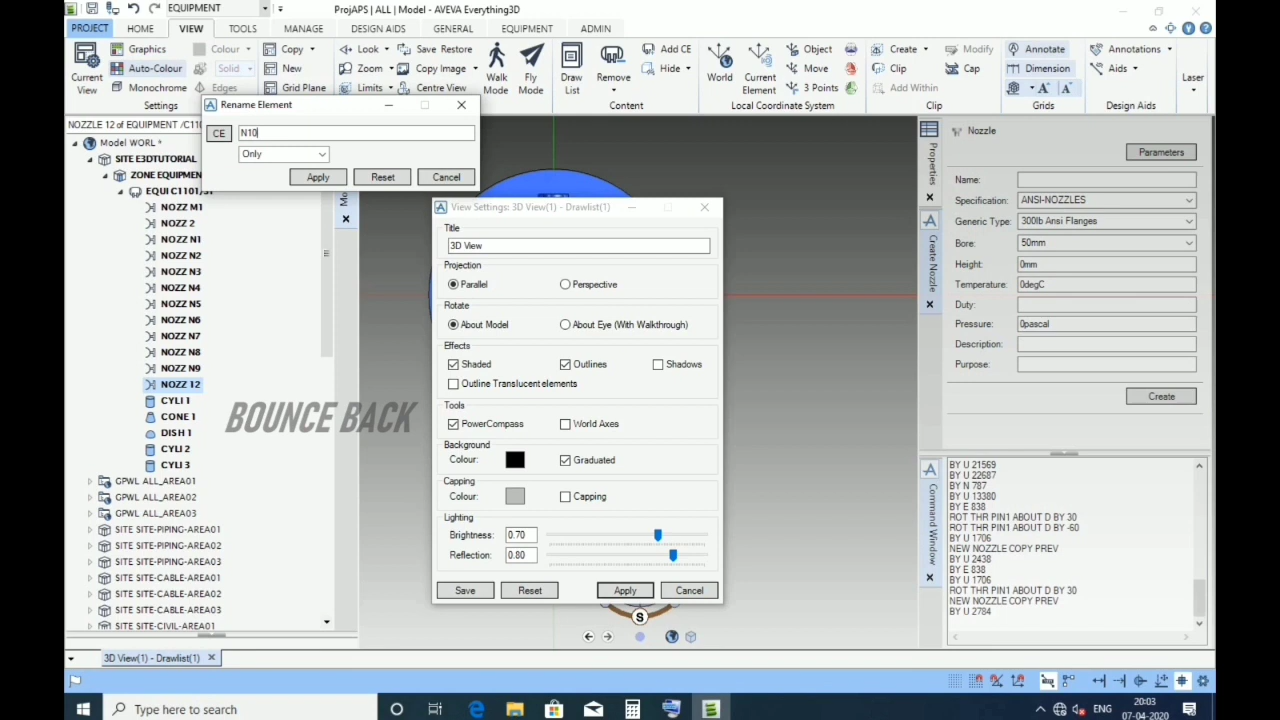 EQUIPMENT
ProjAPS | ALL | Model - AVEVA Everything3D
PROJECT HOME VIEW TOOLS MANAGE DESIGN AIDS GENERAL EQUIPMENT ADMIN
Current View
Graphics
Auto-Colour
Monochrome
Colour
Solid
Edges
Settings
Copy
New
Grid Plane
Look
Zoom
Limits
Save Restore
Copy Image
Centre View
Walk Mode
Fly Mode
Draw List
Remove
Add CE
Hide
Content
World
Current Element
Object
Move
3 Points
Local Coordinate System
Create
Clip
Add Within
Modify
Cap
Clip
Annotate
Dimension
Grids
Annotations
Aids
Design Aids
Laser
Rename Element
CE
N10
Only
Apply Reset Cancel
NOZZLE 12 of EQUIPMENT /C110
Model WORL *
SITE E3DTUTORIAL
ZONE EQUIPMEN
EQUI C1101/S1
NOZZ M1
NOZZ 2
NOZZ N1
NOZZ N2
NOZZ N3
NOZZ N4
NOZZ N5
NOZZ N6
NOZZ N7
NOZZ N8
NOZZ N9
NOZZ 12
CYLI 1
CONE 1
DISH 1
CYLI 2
CYLI 3
GPWL ALL_AREA01
GPWL ALL_AREA02
GPWL ALL_AREA03
SITE SITE-PIPING-AREA01
SITE SITE-PIPING-AREA02
SITE SITE-PIPING-AREA03
SITE SITE-CABLE-AREA01
SITE SITE-CABLE-AREA02
SITE SITE-CABLE-AREA03
SITE SITE-CIVIL-AREA01
BOUNCE BACK
View Settings: 3D View(1) - Drawlist(1)
Title
3D View
Projection
Parallel Perspective
Rotate
About Model About Eye (With Walkthrough)
Effects
Shaded Outlines Shadows
Outline Translucent elements
Tools
PowerCompass World Axes
Background
Colour: Graduated
Capping
Colour: Capping
Lighting
Brightness: 0.70
Reflection: 0.80
Save Reset Apply Cancel
S
Properties
Create Nozzle
Command Window
Nozzle
Parameters
Name:
Specification: ANSI-NOZZLES
Generic Type: 300lb Ansi Flanges
Bore: 50mm
Height: 0mm
Temperature: 0degC
Duty:
Pressure: 0pascal
Description:
Purpose:
Create
BY U 21569
BY U 22687
BY N 787
BY U 13380
BY E 838
ROT THR PIN1 ABOUT D BY 30
ROT THR PIN1 ABOUT D BY -60
BY U 1706
NEW NOZZLE COPY PREV
BY U 2438
BY E 838
BY U 1706
ROT THR PIN1 ABOUT D BY 30
NEW NOZZLE COPY PREV
BY U 2784
3D View(1) - Drawlist(1)
Type here to search
ENG
20:03
07-04-2020